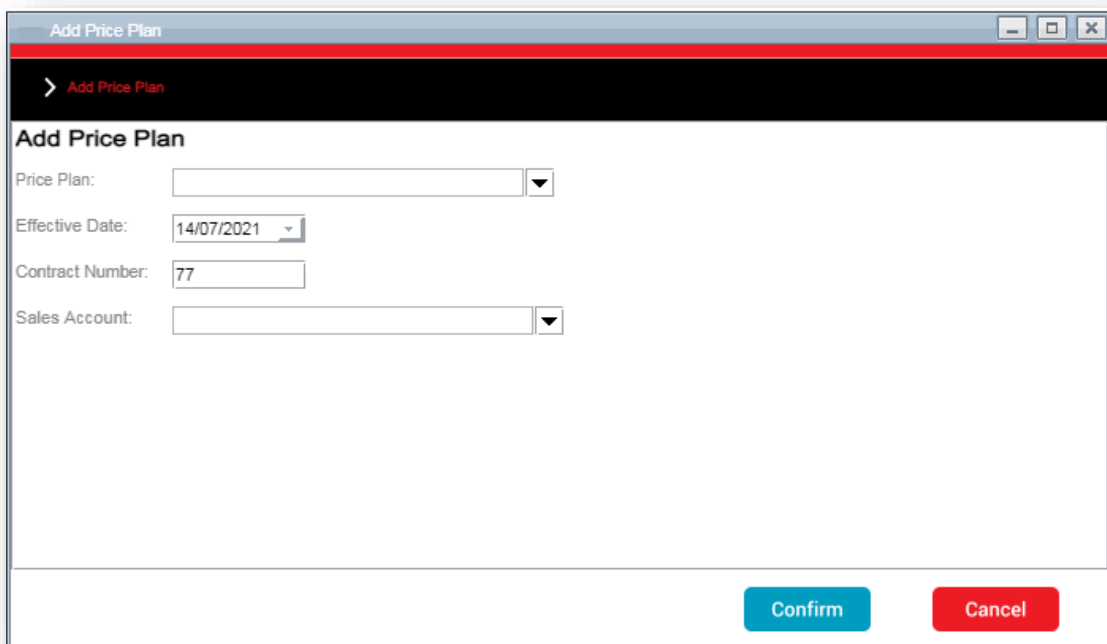 Add Price Plan
Add Price Plan
Add Price Plan
Price Plan:
Effective Date: 14/07/2021
Contract Number: 77
Sales Account:
Confirm Cancel